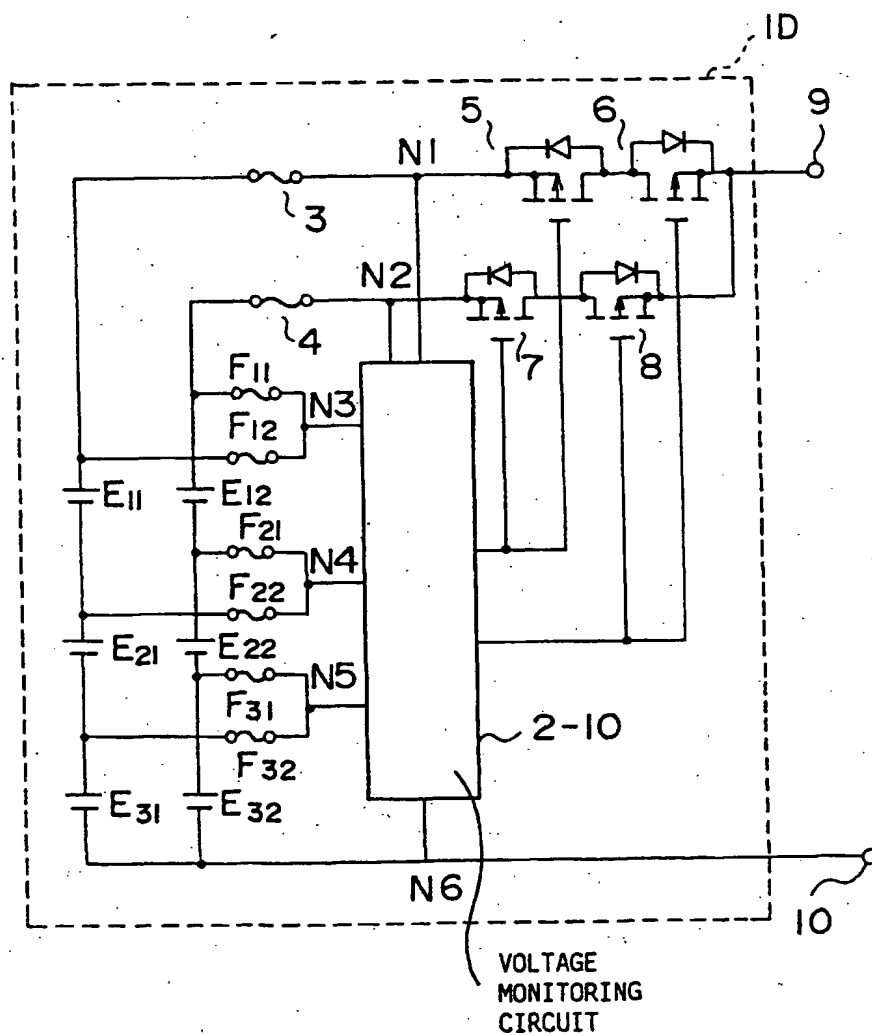 1D
5 6 9
N1
3
N2
4 7 8
F11
N3
F12
E11 E12
F21
N4
F22
E21 E22
N5
F31
2-10
F32
E31 E32
N6
10
VOLTAGE
MONITORING
CIRCUIT